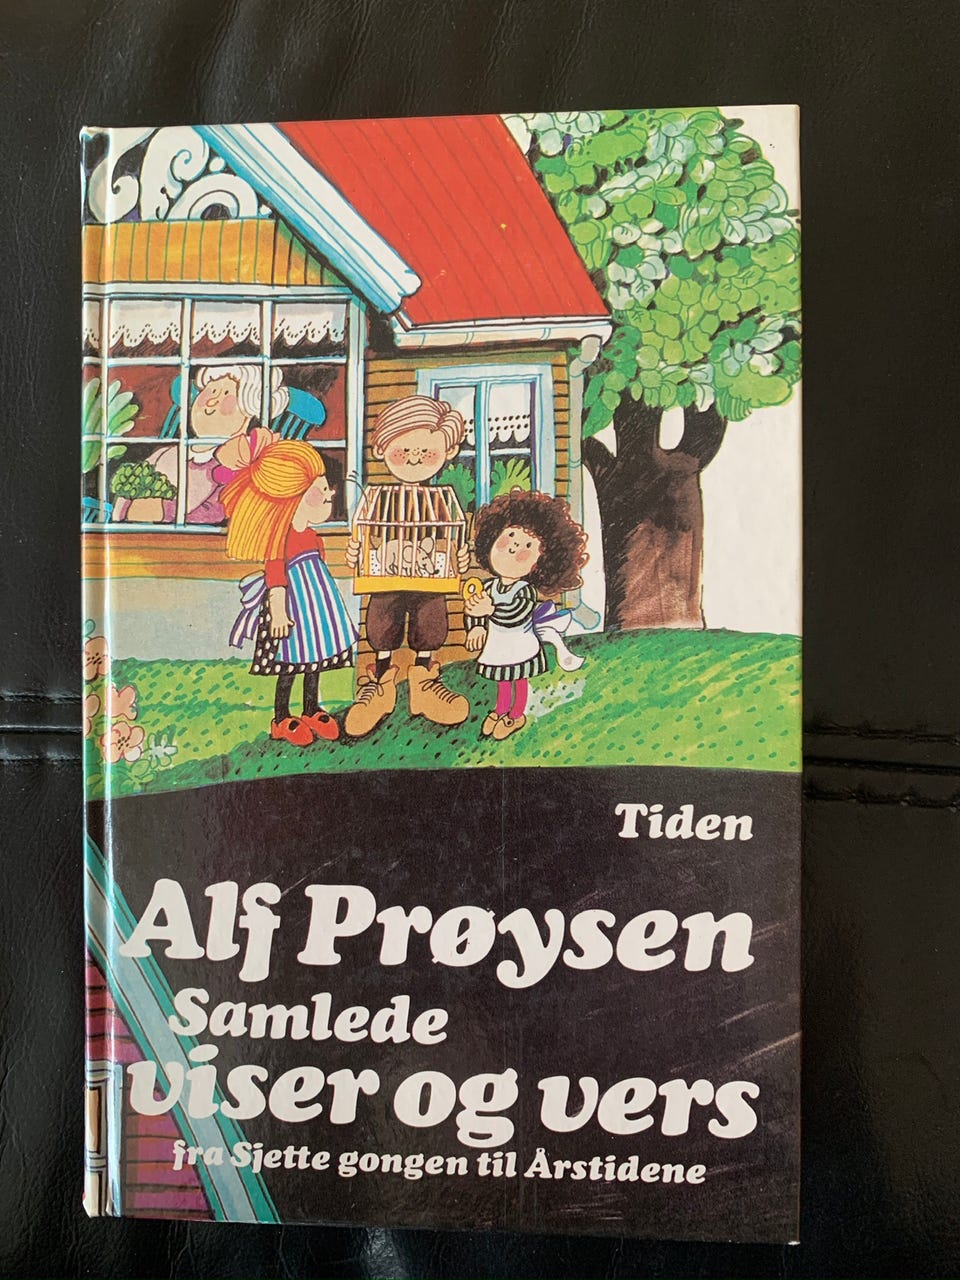 Tiden
Alf Prøysen
Samlede
viser og vers
fra Sjette gongen til Årstidene